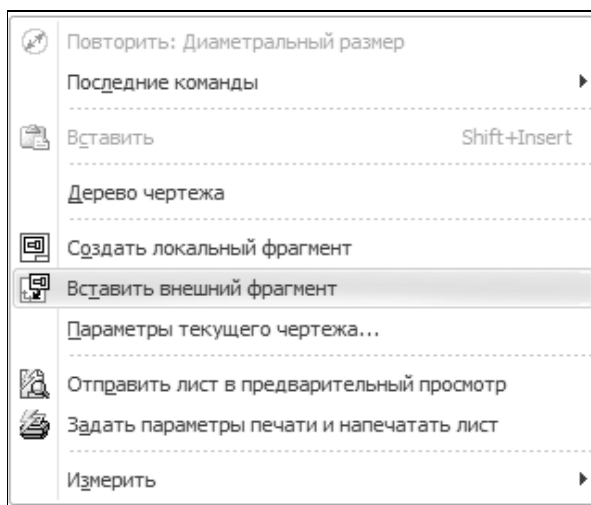 Повторить: Диаметральный размер
Последние команды
Вставить Shift+Insert
Дерево чертежа
Создать локальный фрагмент
Вставить внешний фрагмент
Параметры текущего чертежа...
Отправить лист в предварительный просмотр
Задать параметры печати и напечатать лист
Измерить